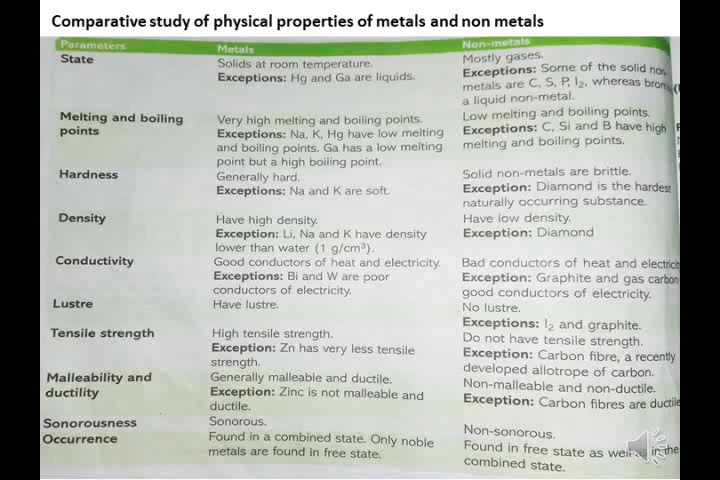 Comparative study of physical properties of metals and non metals
Parameters
Metals
Non-metals
State
Solids at room temperature.
Exceptions: Hg and Ga are liquids.
Mostly gases.
Exceptions: Some of the solid non
metals are C, S, P, I2, whereas brom
a liquid non-metal.
Melting and boiling
points
Very high melting and boiling points.
Exceptions: Na, K, Hg have low melting
and boiling points. Ga has a low melting
point but a high boiling point.
Low melting and boiling points.
Exceptions: C, Si and B have high
melting and boiling points.
Hardness
Generally hard.
Exceptions: Na and K are soft.
Solid non-metals are brittle.
Exception: Diamond is the hardest
naturally occurring substance.
Density
Have high density.
Exception: Li, Na and K have density
lower than water (1 g/cm³).
Have low density.
Exception: Diamond
Conductivity
Good conductors of heat and electricity.
Exceptions: Bi and W are poor
conductors of electricity.
Bad conductors of heat and electricit
Exception: Graphite and gas carbon
good conductors of electricity.
Lustre
Have lustre.
No lustre.
Exceptions: I2 and graphite.
Tensile strength
High tensile strength.
Exception: Zn has very less tensile
strength.
Do not have tensile strength.
Exception: Carbon fibre, a recently
developed allotrope of carbon.
Malleability and
ductility
Generally malleable and ductile.
Exception: Zinc is not malleable and
ductile.
Non-malleable and non-ductile.
Exception: Carbon fibres are ductile
Sonorousness
Sonorous.
Non-sonorous.
Occurrence
Found in a combined state. Only noble
metals are found in free state.
Found in free state as well as in the
combined state.